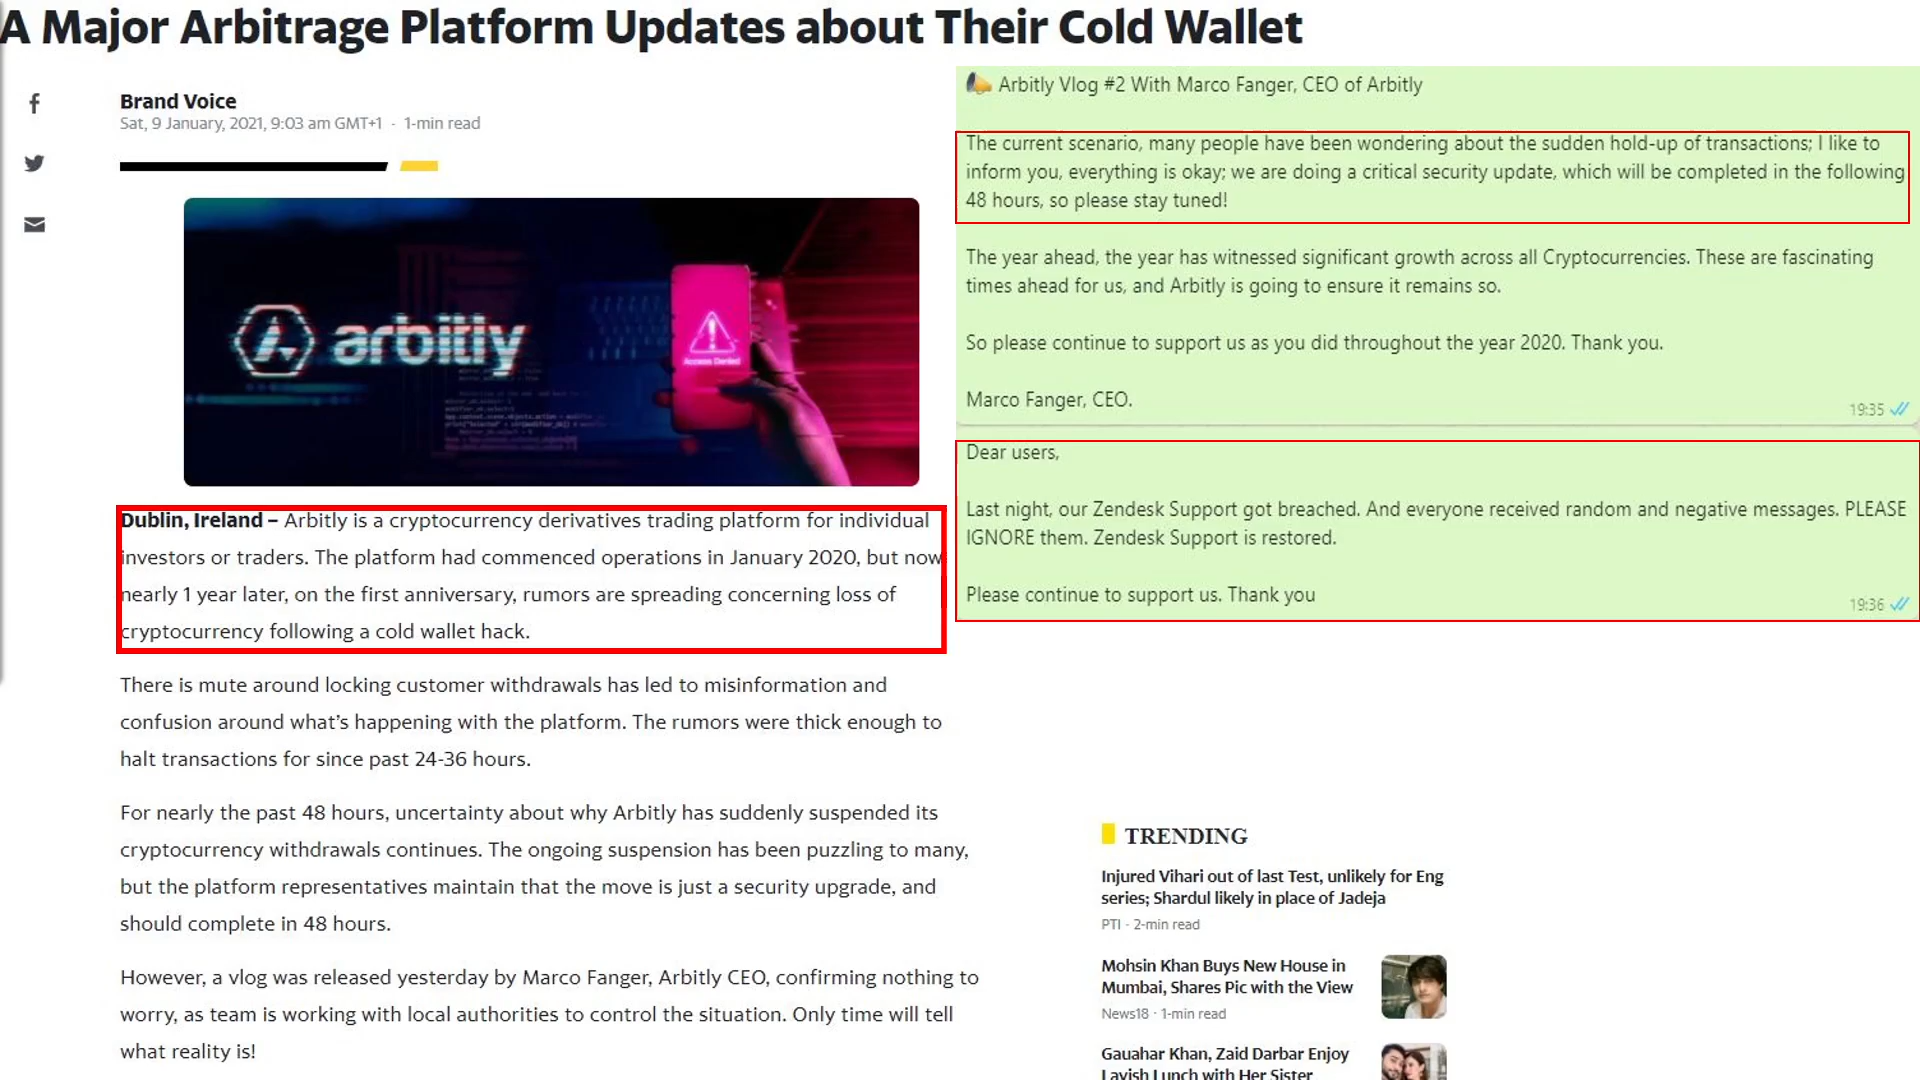 A Major Arbitrage Platform Updates about Their Cold Wallet
Brand Voice
Sat, 9 January, 2021, 9:03 am GMT+1 · 1-min read
arbitly
Access Denied
Dublin, Ireland – Arbitly is a cryptocurrency derivatives trading platform for individual
investors or traders. The platform had commenced operations in January 2020, but now
nearly 1 year later, on the first anniversary, rumors are spreading concerning loss of
cryptocurrency following a cold wallet hack.
There is mute around locking customer withdrawals has led to misinformation and
confusion around what's happening with the platform. The rumors were thick enough to
halt transactions for since past 24-36 hours.
For nearly the past 48 hours, uncertainty about why Arbitly has suddenly suspended its
cryptocurrency withdrawals continues. The ongoing suspension has been puzzling to many,
but the platform representatives maintain that the move is just a security upgrade, and
should complete in 48 hours.
However, a vlog was released yesterday by Marco Fanger, Arbitly CEO, confirming nothing to
worry, as team is working with local authorities to control the situation. Only time will tell
what reality is!
Arbitly Vlog #2 With Marco Fanger, CEO of Arbitly
The current scenario, many people have been wondering about the sudden hold-up of transactions; I like to
inform you, everything is okay; we are doing a critical security update, which will be completed in the following
48 hours, so please stay tuned!
The year ahead, the year has witnessed significant growth across all Cryptocurrencies. These are fascinating
times ahead for us, and Arbitly is going to ensure it remains so.
So please continue to support us as you did throughout the year 2020. Thank you.
Marco Fanger, CEO.
19:35
Dear users,
Last night, our Zendesk Support got breached. And everyone received random and negative messages. PLEASE
IGNORE them. Zendesk Support is restored.
Please continue to support us. Thank you
19:36
TRENDING
Injured Vihari out of last Test, unlikely for Eng
series; Shardul likely in place of Jadeja
PTI · 2-min read
Mohsin Khan Buys New House in
Mumbai, Shares Pic with the View
News18 · 1-min read
Gauahar Khan, Zaid Darbar Enjoy
Lavish Lunch with Her Sister